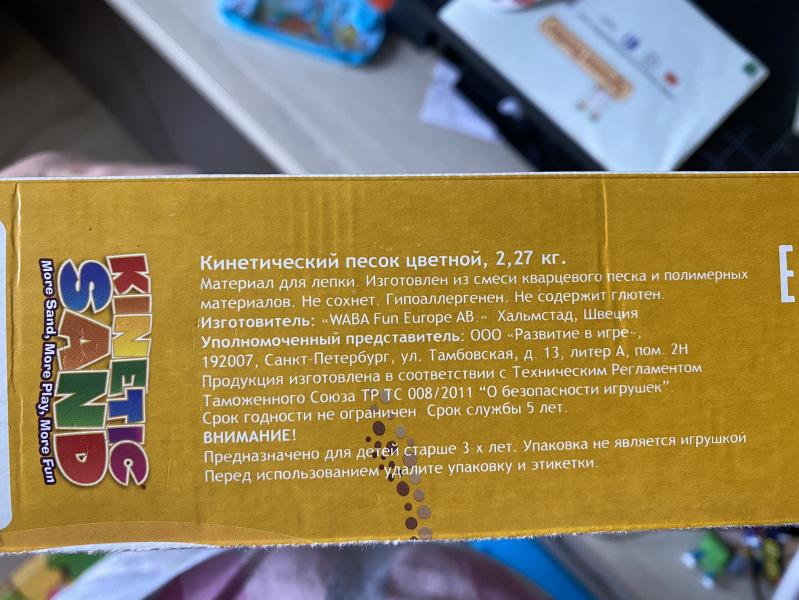 Кинетический песок цветной, 2,27 кг.
Материал для лепки. Изготовлен из смеси кварцевого песка и полимерных
материалов. Не сохнет. Гипоаллергенен. Не содержит глютен.
Изготовитель: «WABA Fun Europe AB.» Хальмстад, Швеция
Уполномоченный представитель: ООО «Развитие в игре»,
192007, Санкт-Петербург, ул. Тамбовская, д. 13, литер А, пом. 2Н
Продукция изготовлена в соответствии с Техническим Регламентом
Таможенного Союза ТР ТС 008/2011 “О безопасности игрушек”
Срок годности не ограничен. Срок службы 5 лет.
ВНИМАНИЕ!
Предназначено для детей старше 3-х лет. Упаковка не является игрушкой
Перед использованием удалите упаковку и этикетки.
KINETIC
SAND
More Sand, More Play, More Fun